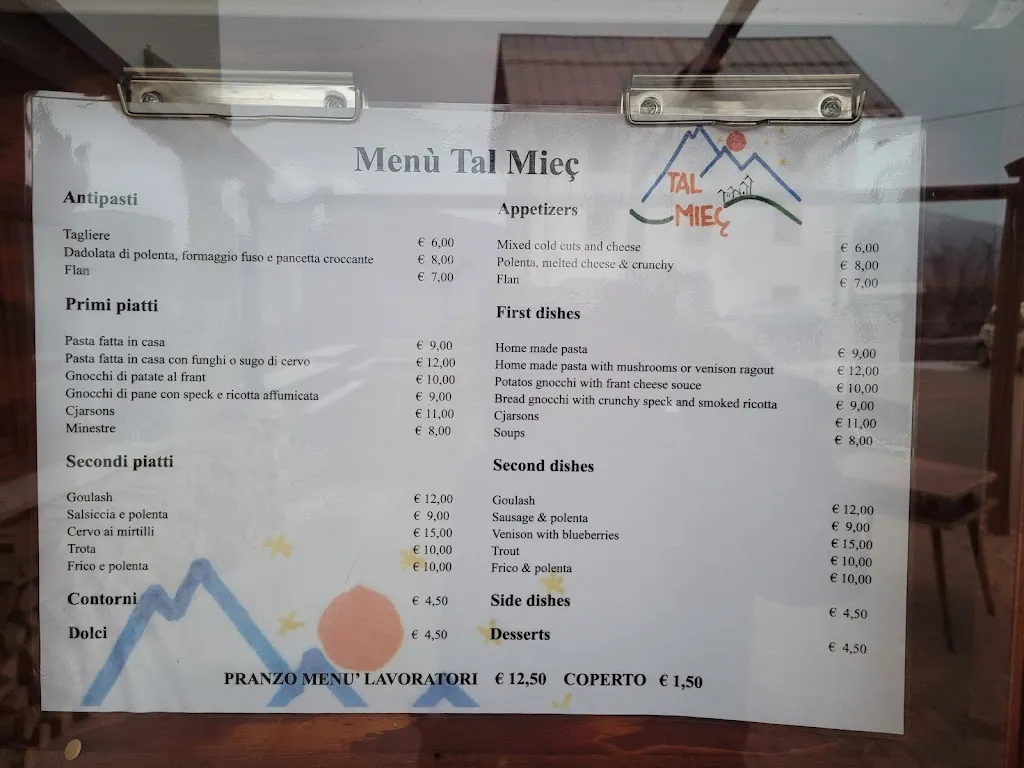 Menù Tal Mieç
TAL
MIEÇ
Antipasti
Tagliere € 6,00
Dadolata di polenta, formaggio fuso e pancetta croccante € 8,00
Flan € 7,00
Primi piatti
Pasta fatta in casa € 9,00
Pasta fatta in casa con funghi o sugo di cervo € 12,00
Gnocchi di patate al frant € 10,00
Gnocchi di pane con speck e ricotta affumicata € 9,00
Cjarsons € 11,00
Minestre € 8,00
Secondi piatti
Goulash € 12,00
Salsiccia e polenta € 9,00
Cervo ai mirtilli € 15,00
Trota € 10,00
Frico e polenta € 10,00
Contorni € 4,50
Dolci € 4,50
Appetizers
Mixed cold cuts and cheese € 6,00
Polenta, melted cheese & crunchy € 8,00
Flan € 7,00
First dishes
Home made pasta € 9,00
Home made pasta with mushrooms or venison ragout € 12,00
Potatos gnocchi with frant cheese souce € 10,00
Bread gnocchi with crunchy speck and smoked ricotta € 9,00
Cjarsons € 11,00
Soups € 8,00
Second dishes
Goulash € 12,00
Sausage & polenta € 9,00
Venison with blueberries € 15,00
Trout € 10,00
Frico & polenta € 10,00
Side dishes € 4,50
Desserts € 4,50
PRANZO MENU' LAVORATORI € 12,50 COPERTO € 1,50